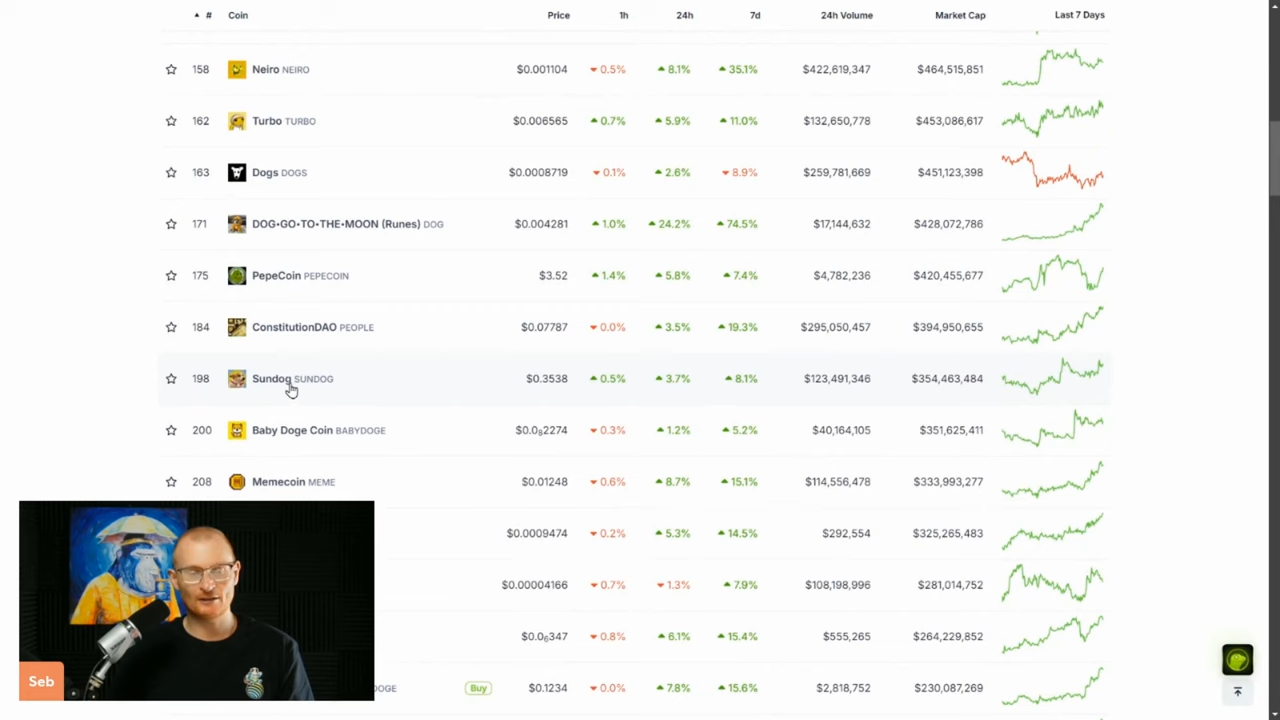 # Coin Price 1h 24h 7d 24h Volume Market Cap Last 7 Days
158 Neiro NEIRO $0.001104 0.5% 8.1% 35.1% $422,619,347 $464,515,851
162 Turbo TURBO $0.006565 0.7% 5.9% 11.0% $132,650,778 $453,086,617
163 Dogs DOGS $0.0008719 0.1% 2.6% 8.9% $259,781,669 $451,123,398
171 DOG•GO•TO•THE•MOON (Runes) DOG $0.004281 1.0% 24.2% 74.5% $17,144,632 $428,072,786
175 PepeCoin PEPECOIN $3.52 1.4% 5.8% 7.4% $4,782,236 $420,455,677
184 ConstitutionDAO PEOPLE $0.07787 0.0% 3.5% 19.3% $295,050,457 $394,950,655
198 Sundog SUNDOG $0.3538 0.5% 3.7% 8.1% $123,491,346 $354,463,484
200 Baby Doge Coin BABYDOGE $0.0₈2274 0.3% 1.2% 5.2% $40,164,105 $351,625,411
208 Memecoin MEME $0.01248 0.6% 8.7% 15.1% $114,556,478 $333,993,277
$0.0009474 0.2% 5.3% 14.5% $292,554 $325,265,483
$0.00004166 0.7% 1.3% 7.9% $108,198,996 $281,014,752
$0.0₆347 0.8% 6.1% 15.4% $555,265 $264,229,852
DOGE Buy $0.1234 0.0% 7.8% 15.6% $2,818,752 $230,087,269
Seb